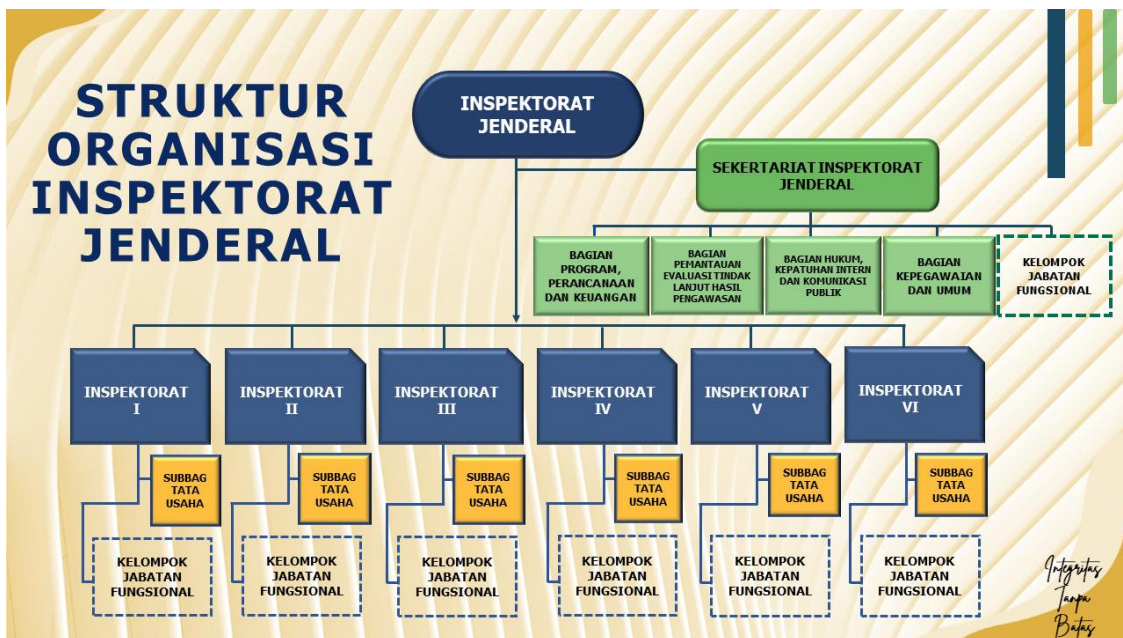 STRUKTUR
ORGANISASI
INSPEKTORAT
JENDERAL
INSPEKTORAT
JENDERAL
SEKERTARIAT INSPEKTORAT
JENDERAL
BAGIAN
PROGRAM,
PERANCANAAN
DAN KEUANGAN
BAGIAN
PEMANTAUAN
EVALUASI TINDAK
LANJUT HASIL
PENGAWASAN
BAGIAN HUKUM,
KEPATUHAN INTERN
DAN KOMUNIKASI
PUBLIK
BAGIAN
KEPEGAWAIAN
DAN UMUM
KELOMPOK
JABATAN
FUNGSIONAL
INSPEKTORAT
I
INSPEKTORAT
II
INSPEKTORAT
III
INSPEKTORAT
IV
INSPEKTORAT
V
INSPEKTORAT
VI
SUBBAG
TATA
USAHA
SUBBAG
TATA
USAHA
SUBBAG
TATA
USAHA
SUBBAG
TATA
USAHA
SUBBAG
TATA
USAHA
SUBBAG
TATA
USAHA
KELOMPOK
JABATAN
FUNGSIONAL
KELOMPOK
JABATAN
FUNGSIONAL
KELOMPOK
JABATAN
FUNGSIONAL
KELOMPOK
JABATAN
FUNGSIONAL
KELOMPOK
JABATAN
FUNGSIONAL
KELOMPOK
JABATAN
FUNGSIONAL
Integritas
Tanpa
Batas